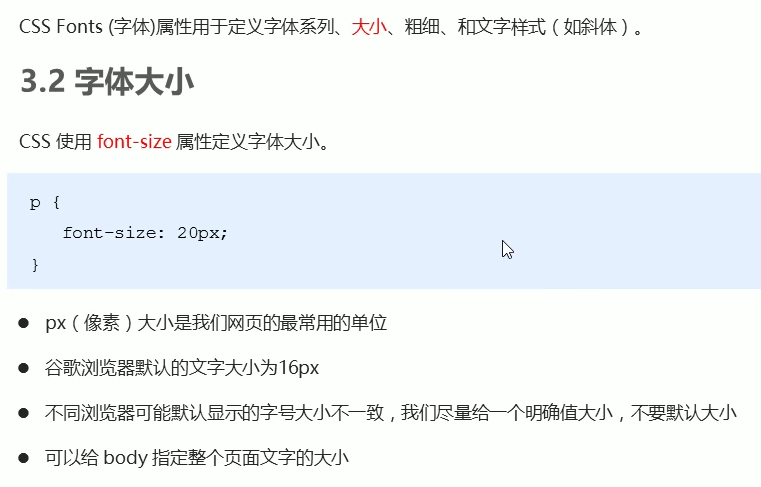 CSS Fonts (字体)属性用于定义字体系列、大小、粗细、和文字样式（如斜体）。
3.2 字体大小
CSS 使用 font-size 属性定义字体大小。
p {
font-size: 20px;
}
● px（像素）大小是我们网页的最常用的单位
● 谷歌浏览器默认的文字大小为16px
● 不同浏览器可能默认显示的字号大小不一致，我们尽量给一个明确值大小，不要默认大小
● 可以给 body 指定整个页面文字的大小